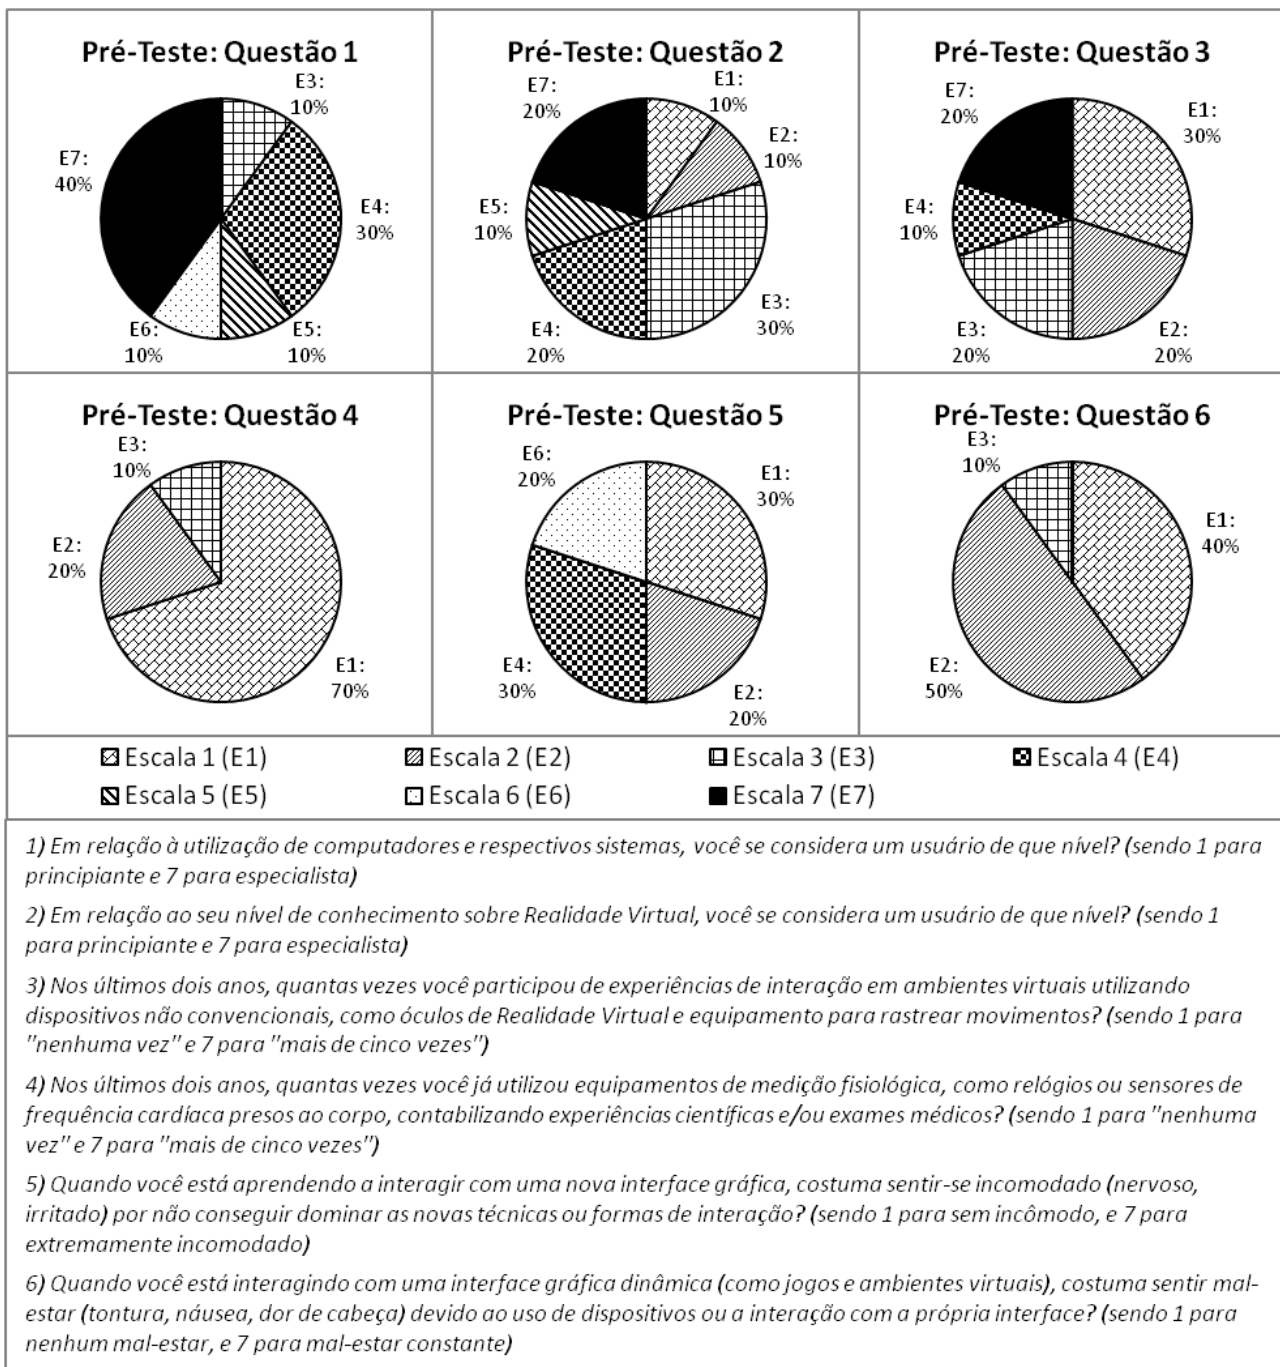 Pré-Teste: Questão 1
E3:
10%
E7:
40%
E4:
30%
E6:
10%
E5:
10%
Pré-Teste: Questão 2
E7:
20%
E1:
10%
E2:
10%
E5:
10%
E3:
30%
E4:
20%
Pré-Teste: Questão 3
E7:
20%
E1:
30%
E4:
10%
E3:
20%
E2:
20%
Pré-Teste: Questão 4
E3:
10%
E2:
20%
E1:
70%
Pré-Teste: Questão 5
E6:
20%
E1:
30%
E4:
30%
E2:
20%
Pré-Teste: Questão 6
E3:
10%
E1:
40%
E2:
50%
Escala 1 (E1) Escala 2 (E2) Escala 3 (E3) Escala 4 (E4)
Escala 5 (E5) Escala 6 (E6) Escala 7 (E7)
1) Em relação à utilização de computadores e respectivos sistemas, você se considera um usuário de que nível? (sendo 1 para
principiante e 7 para especialista)
2) Em relação ao seu nível de conhecimento sobre Realidade Virtual, você se considera um usuário de que nível? (sendo 1
para principiante e 7 para especialista)
3) Nos últimos dois anos, quantas vezes você participou de experiências de interação em ambientes virtuais utilizando
dispositivos não convencionais, como óculos de Realidade Virtual e equipamento para rastrear movimentos? (sendo 1 para
"nenhuma vez" e 7 para "mais de cinco vezes")
4) Nos últimos dois anos, quantas vezes você já utilizou equipamentos de medição fisiológica, como relógios ou sensores de
frequência cardíaca presos ao corpo, contabilizando experiências científicas e/ou exames médicos? (sendo 1 para "nenhuma
vez" e 7 para "mais de cinco vezes")
5) Quando você está aprendendo a interagir com uma nova interface gráfica, costuma sentir-se incomodado (nervoso,
irritado) por não conseguir dominar as novas técnicas ou formas de interação? (sendo 1 para sem incômodo, e 7 para
extremamente incomodado)
6) Quando você está interagindo com uma interface gráfica dinâmica (como jogos e ambientes virtuais), costuma sentir mal-
estar (tontura, náusea, dor de cabeça) devido ao uso de dispositivos ou a interação com a própria interface? (sendo 1 para
nenhum mal-estar, e 7 para mal-estar constante)